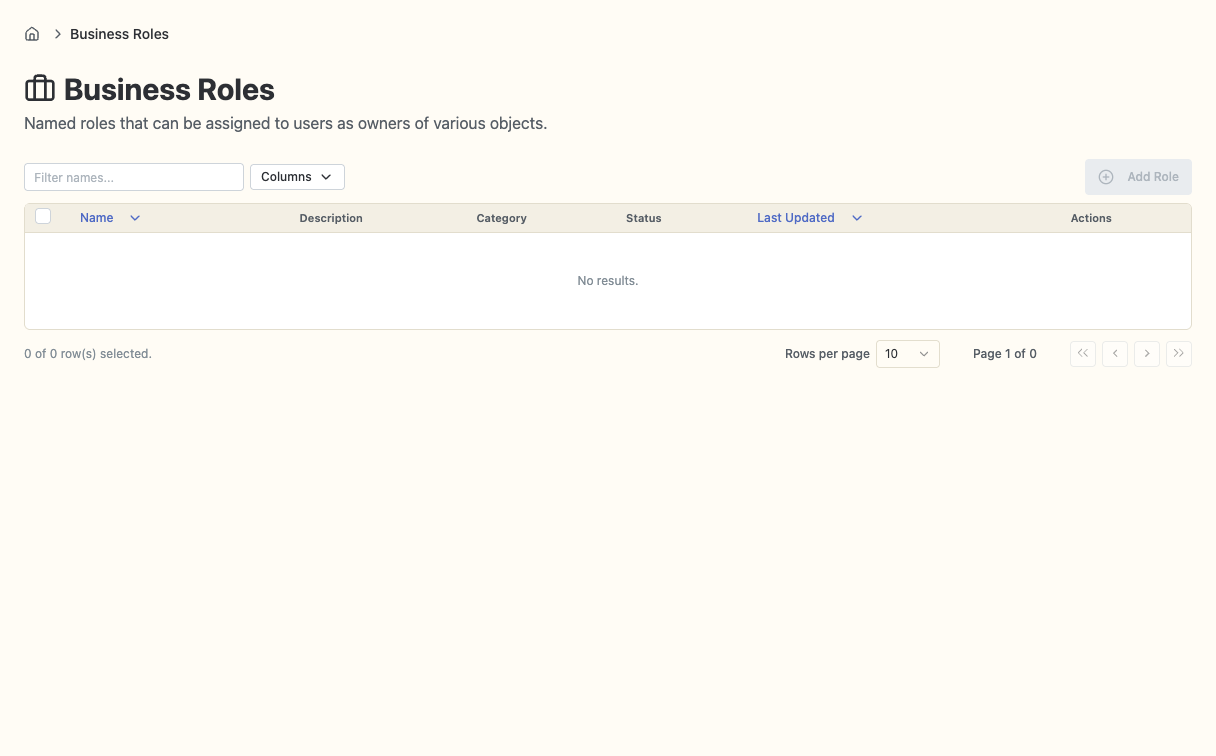 Business Roles
Business Roles
Named roles that can be assigned to users as owners of various objects.
Filter names...
Columns
Add Role
Name Description Category Status Last Updated Actions
No results.
0 of 0 row(s) selected.
Rows per page 10 Page 1 of 0